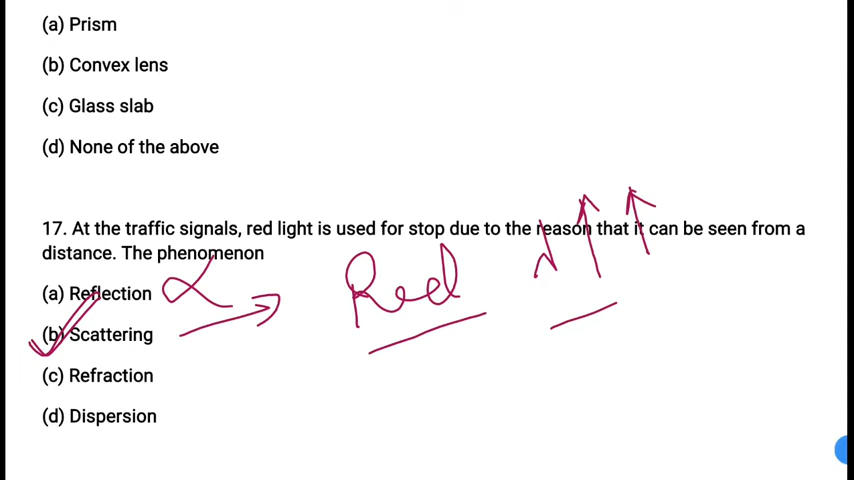 (a) Prism
(b) Convex lens
(c) Glass slab
(d) None of the above
17. At the traffic signals, red light is used for stop due to the reason that it can be seen from a
distance. The phenomenon
(a) Reflection
Red
(b) Scattering
(c) Refraction
(d) Dispersion